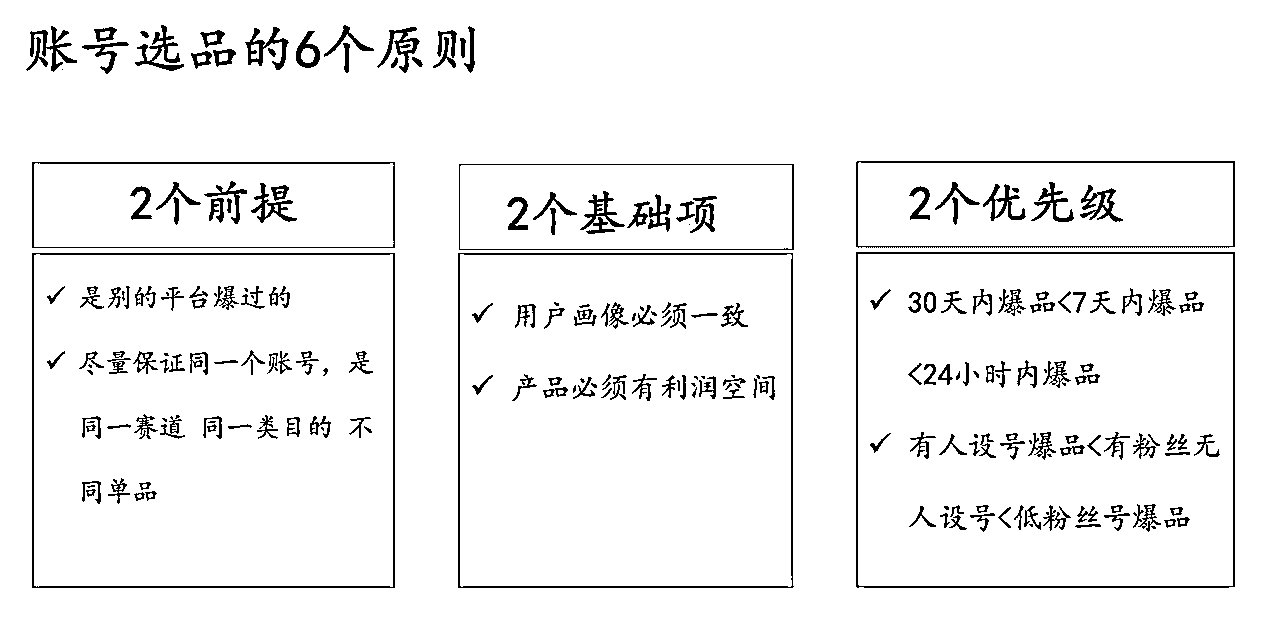 账号选品的6个原则
2个前提
✓ 是别的平台爆过的
✓ 尽量保证同一个账号，是
同一赛道 同一类目的 不
同单品
2个基础项
✓ 用户画像必须一致
✓ 产品必须有利润空间
2个优先级
✓ 30天内爆品<7天内爆品
<24小时内爆品
✓ 有人设号爆品<有粉丝无
人设号<低粉丝号爆品